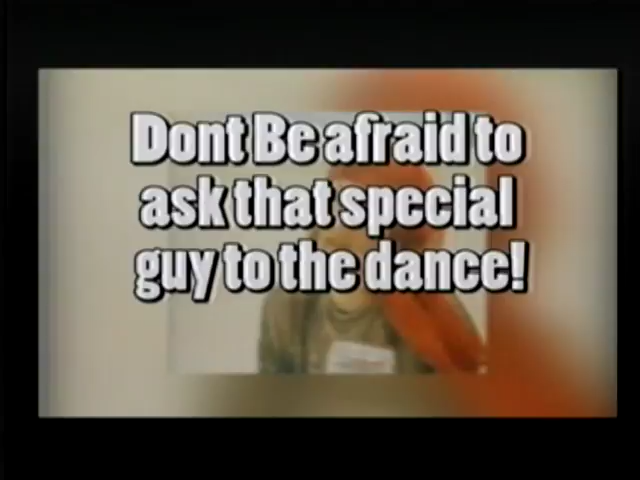 Dont Be afraid to
ask that special
guy to the dance!